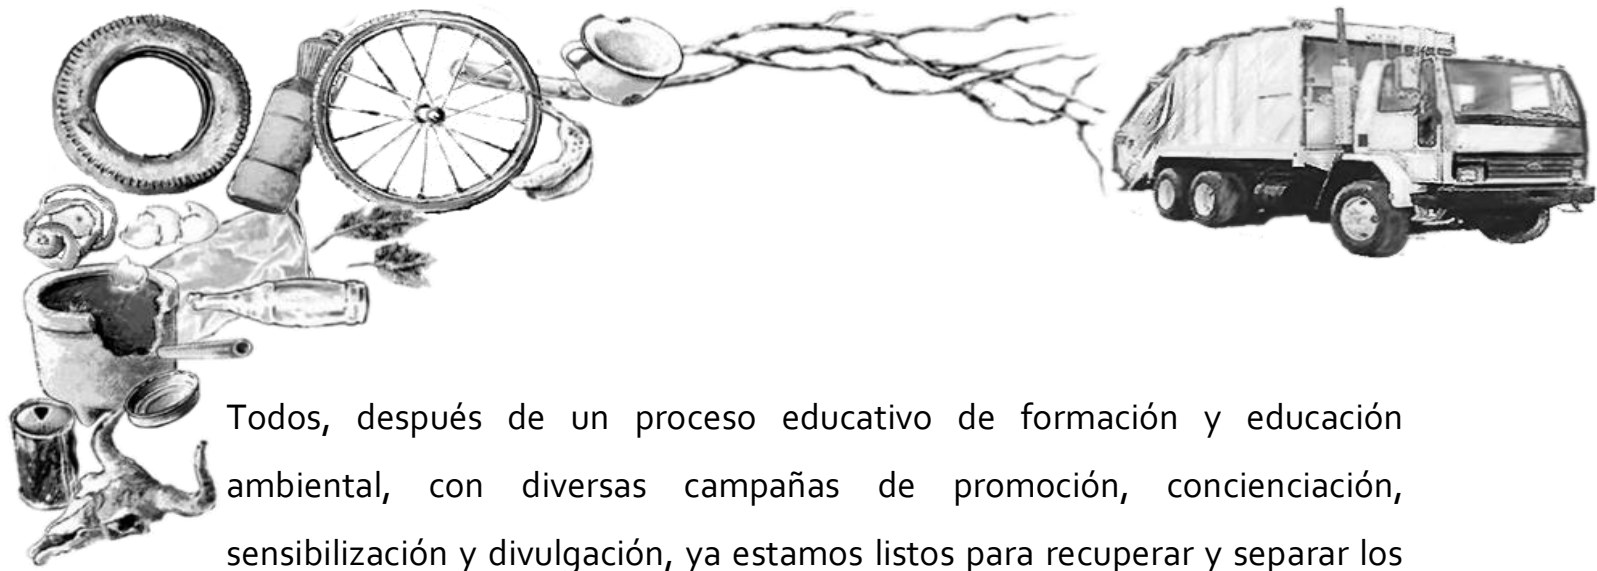 Todos, después de un proceso educativo de formación y educación
ambiental, con diversas campañas de promoción, concienciación,
sensibilización y divulgación, ya estamos listos para recuperar y separar los